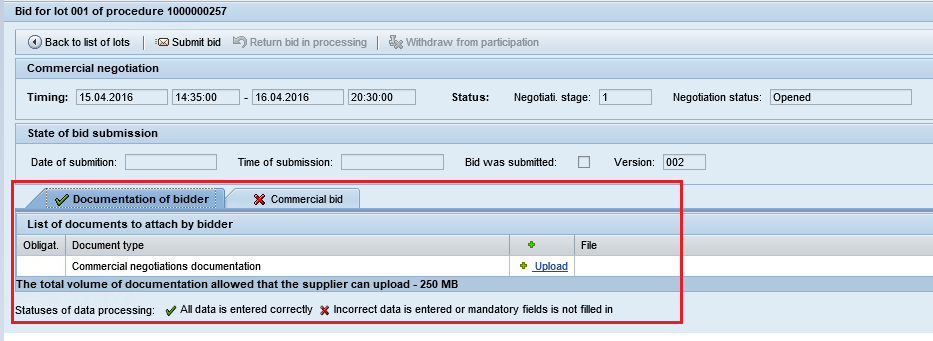 Bid for lot 001 of procedure 1000000257
Back to list of lots Submit bid Return bid in processing Withdraw from participation
Commercial negotiation
Timing: 15.04.2016 14:35:00 - 16.04.2016 20:30:00 Status: Negotiati. stage: 1 Negotiation status: Opened
State of bid submission
Date of submition: Time of submission: Bid was submitted: Version: 002
Documentation of bidder Commercial bid
List of documents to attach by bidder
Obligat. Document type File
Commercial negotiations documentation Upload
The total volume of documentation allowed that the supplier can upload - 250 MB
Statuses of data processing: All data is entered correctly Incorrect data is entered or mandatory fields is not filled in